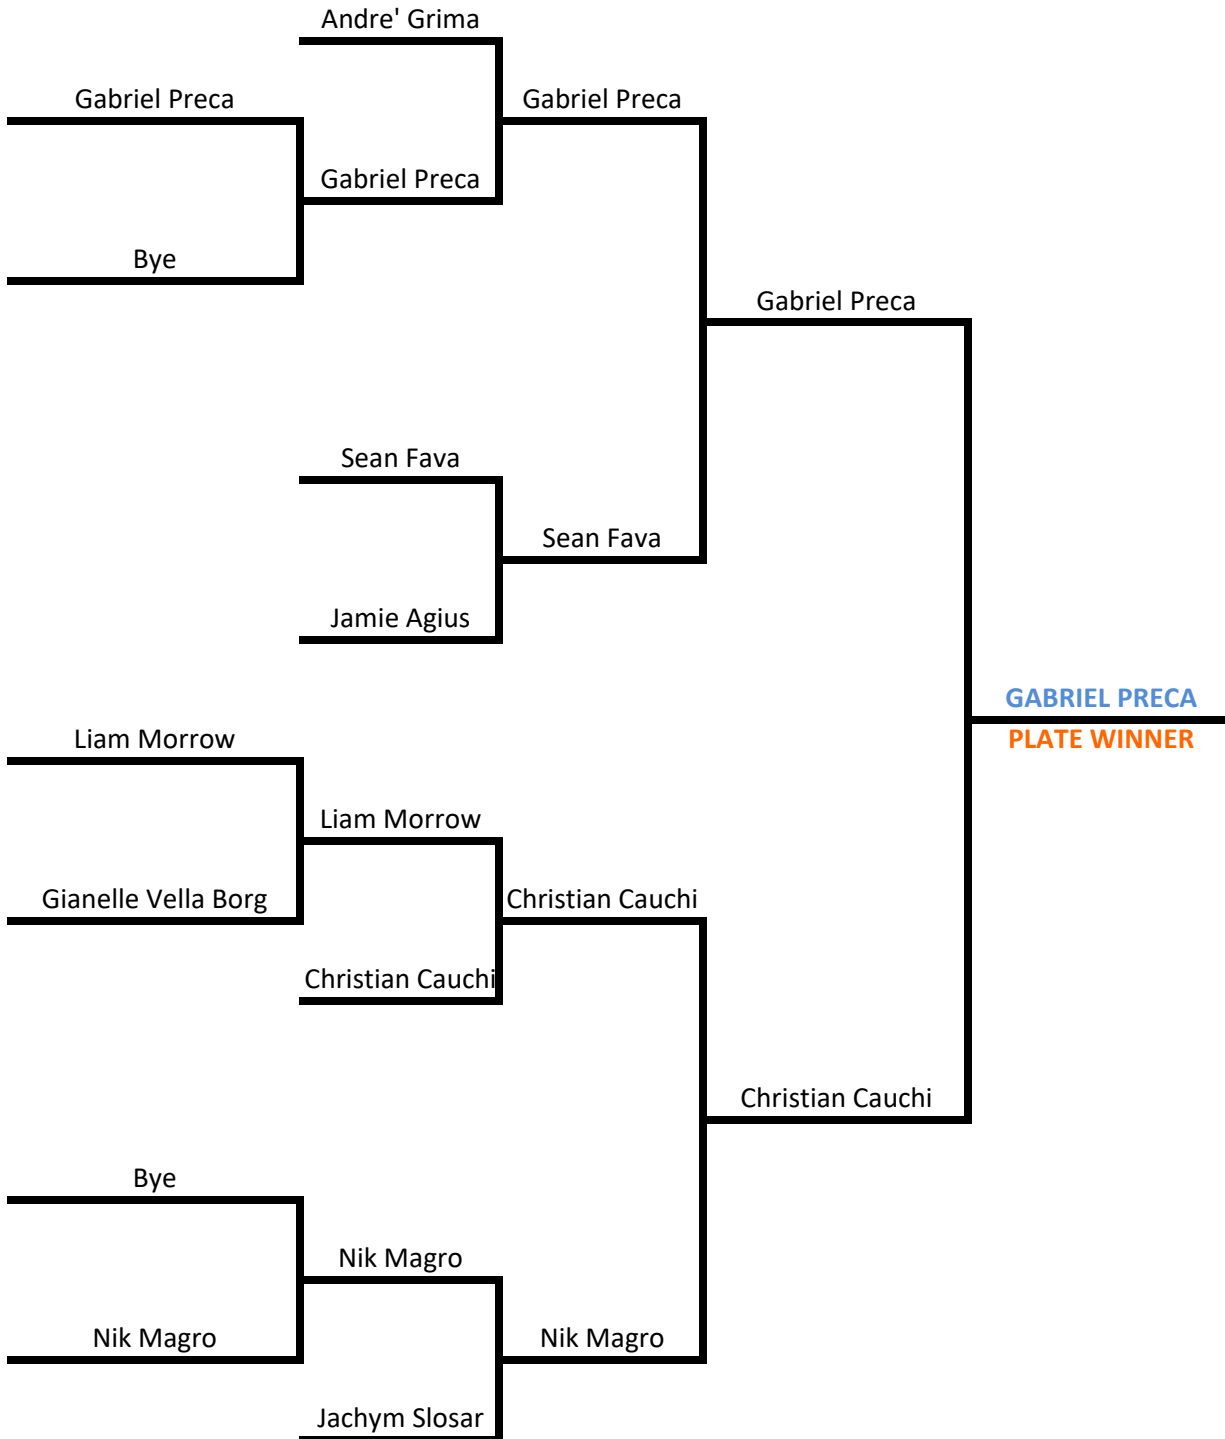 Andre' Grima
Gabriel Preca
Gabriel Preca
Gabriel Preca
Bye
Gabriel Preca
Sean Fava
Sean Fava
Jamie Agius
GABRIEL PRECA
PLATE WINNER
Liam Morrow
Liam Morrow
Gianelle Vella Borg
Christian Cauchi
Christian Cauchi
Christian Cauchi
Bye
Nik Magro
Nik Magro
Nik Magro
Jachym Slosar